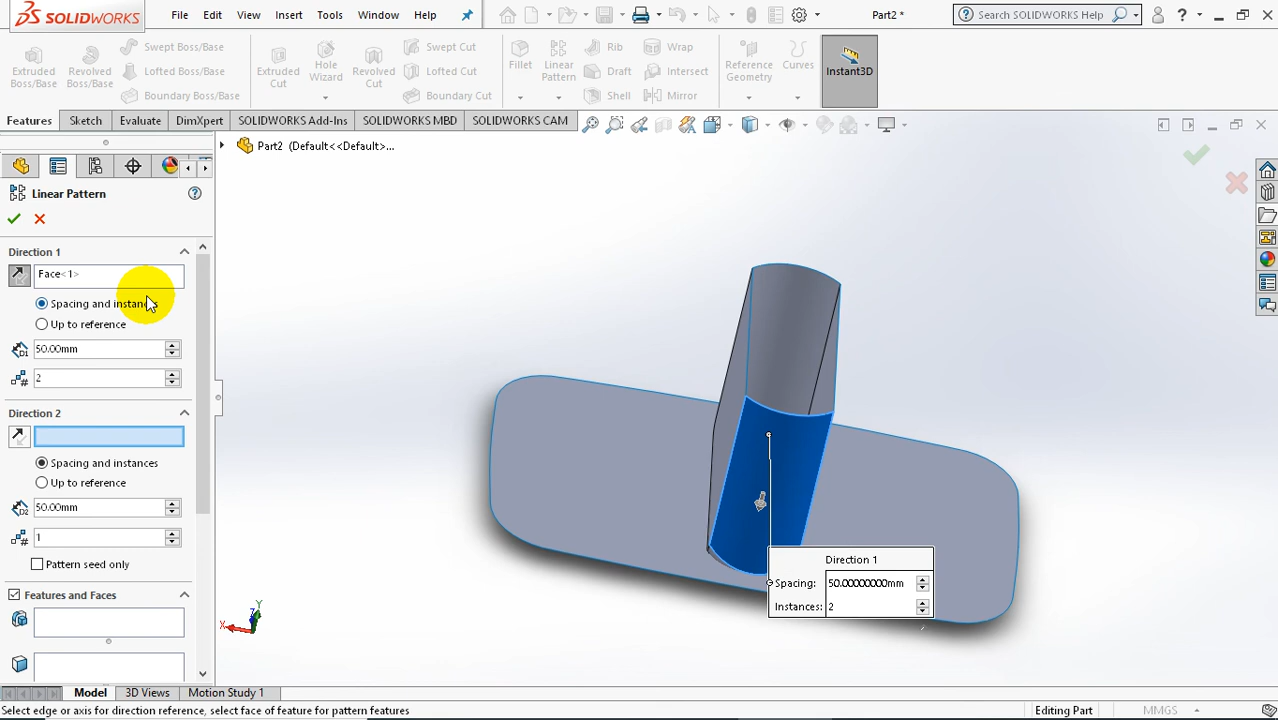 SOLIDWORKS File Edit View Insert Tools Window Help Part2 * Search SOLIDWORKS Help
Extruded Boss/Base
Revolved Boss/Base
Swept Boss/Base
Lofted Boss/Base
Boundary Boss/Base
Extruded Cut
Hole Wizard
Revolved Cut
Swept Cut
Lofted Cut
Boundary Cut
Fillet
Linear Pattern
Rib
Draft
Shell
Wrap
Intersect
Mirror
Reference Geometry
Curves
Instant3D
Features Sketch Evaluate DimXpert SOLIDWORKS Add-Ins SOLIDWORKS MBD SOLIDWORKS CAM
Part2 (Default<<Default>...
Linear Pattern
Direction 1
Face<1>
Spacing and instances
Up to reference
D1 50.00mm
2
Direction 2
Spacing and instances
Up to reference
D2 50.00mm
1
Pattern seed only
Features and Faces
Direction 1
Spacing: 50.00000000mm
Instances: 2
Y
Z
X
Model 3D Views Motion Study 1
Select edge or axis for direction reference, select face of feature for pattern features Editing Part MMGS